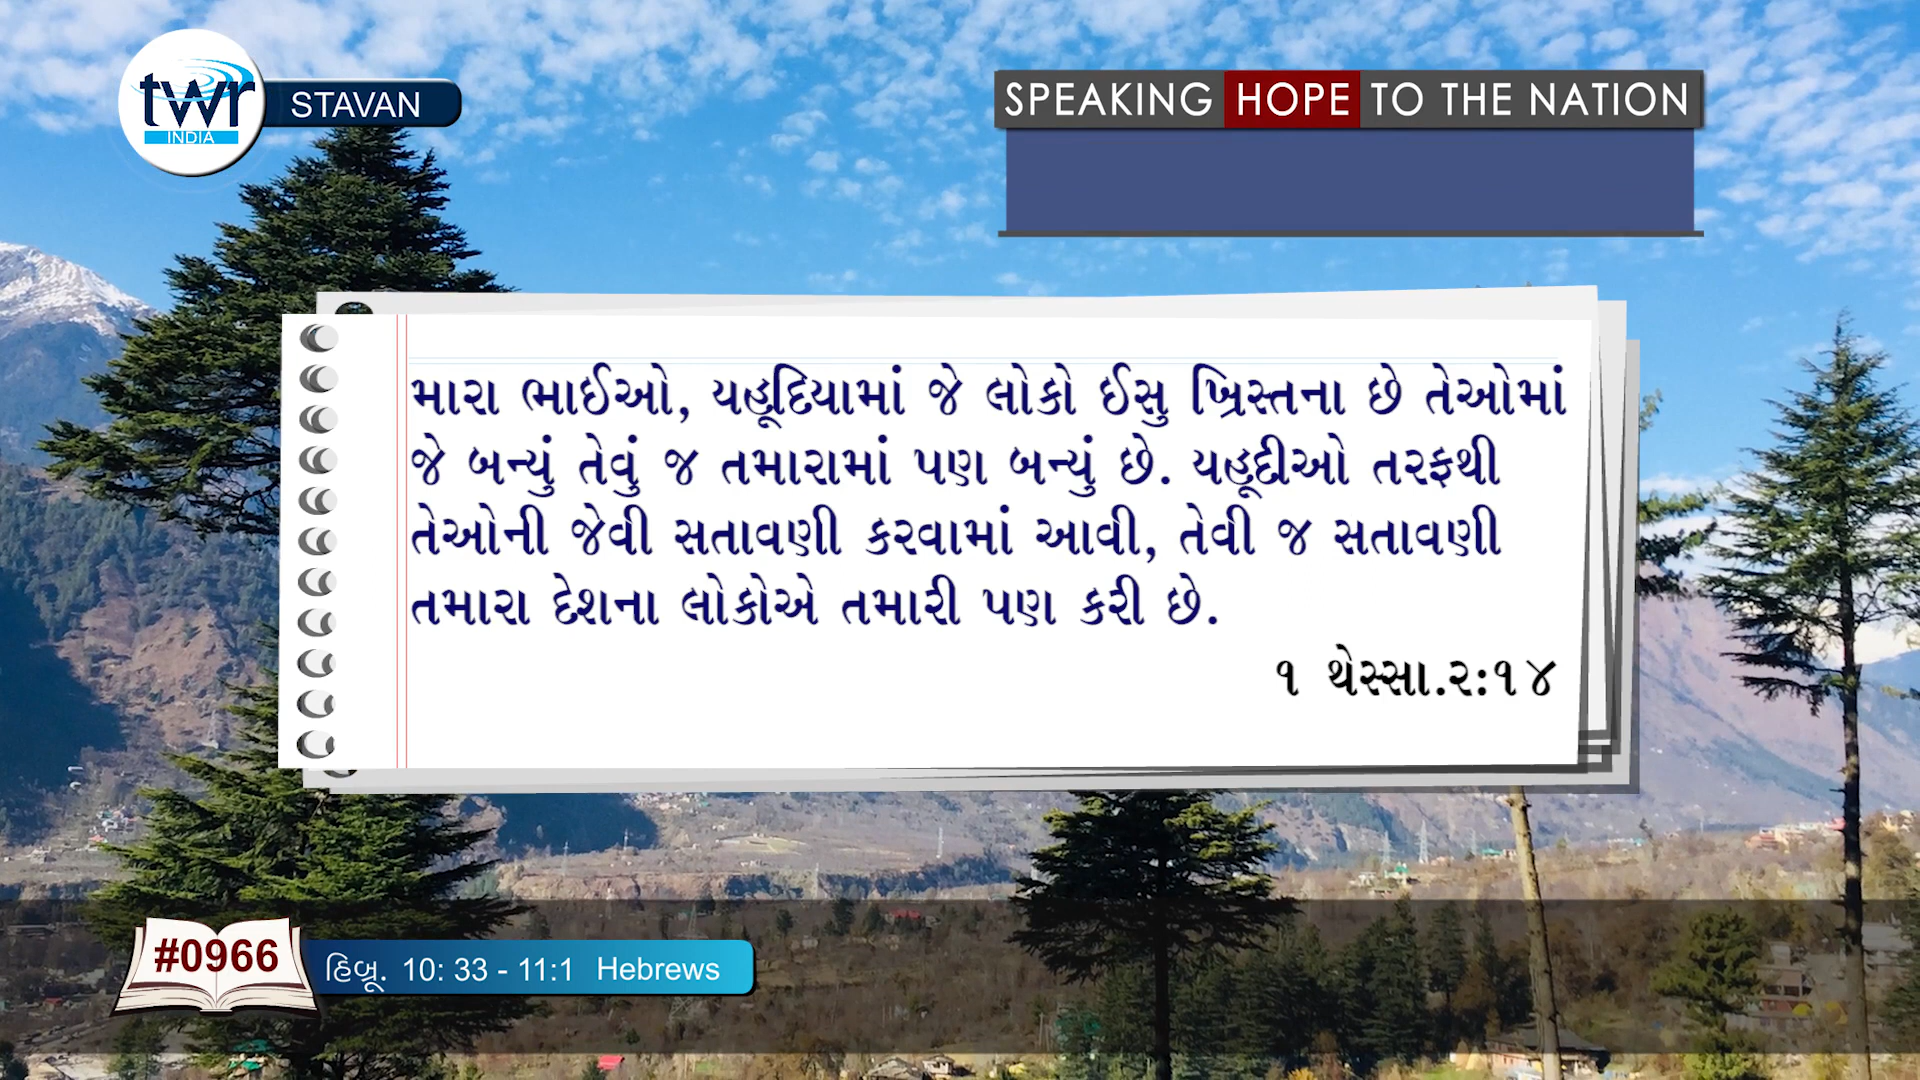 twr
INDIA
STAVAN
SPEAKING HOPE TO THE NATION
મારા ભાઈઓ, યહૂદિયામાં જે લોકો ઈસુ ખ્રિસ્તના છે તેઓમાં
જે બન્યું તેવું જ તમારામાં પણ બન્યું છે. યહૂદીઓ તરફથી
તેઓની જેવી સતાવણી કરવામાં આવી, તેવી જ સતાવણી
તમારા દેશના લોકોએ તમારી પણ કરી છે.
૧ થેસ્સા.૨:૧૪
#0966
હિબ્રૂ. 10: 33 - 11:1 Hebrews